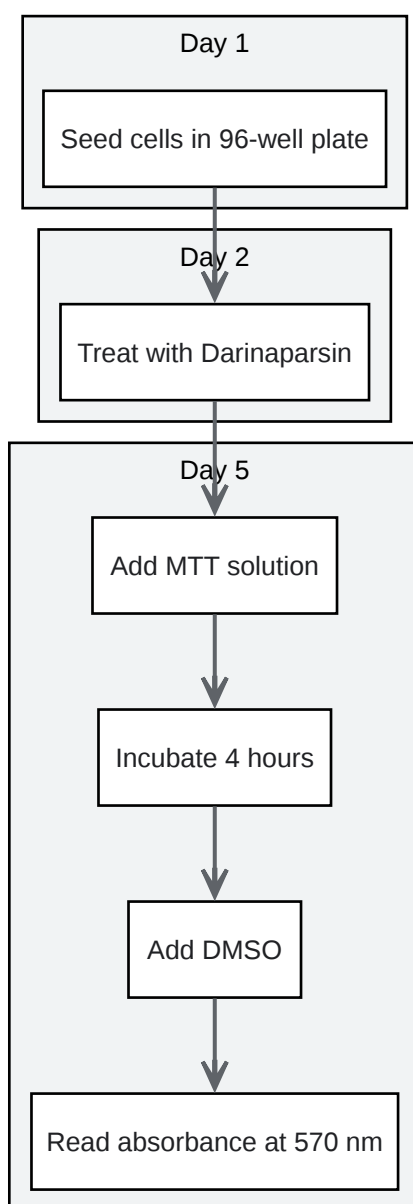 Day 1
Seed cells in 96-well plate
Day 2
Treat with Darinaparsin
Day 5
Add MTT solution
Incubate 4 hours
Add DMSO
Read absorbance at 570 nm